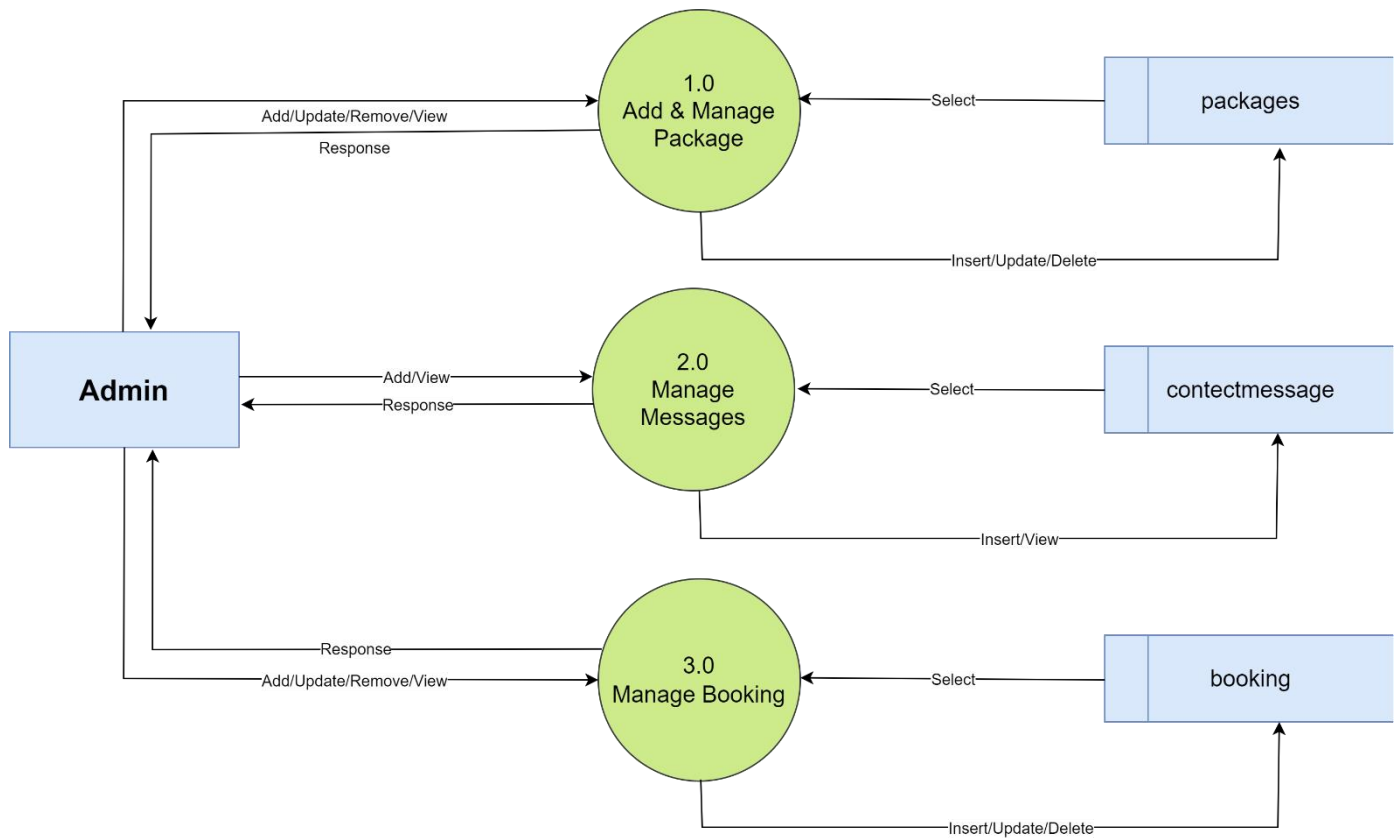 1.0
Add & Manage
Package
Select
packages
Add/Update/Remove/View
Response
Insert/Update/Delete
Admin
Add/View
Response
2.0
Manage
Messages
Select
contectmessage
Insert/View
Response
Add/Update/Remove/View
3.0
Manage Booking
Select
booking
Insert/Update/Delete